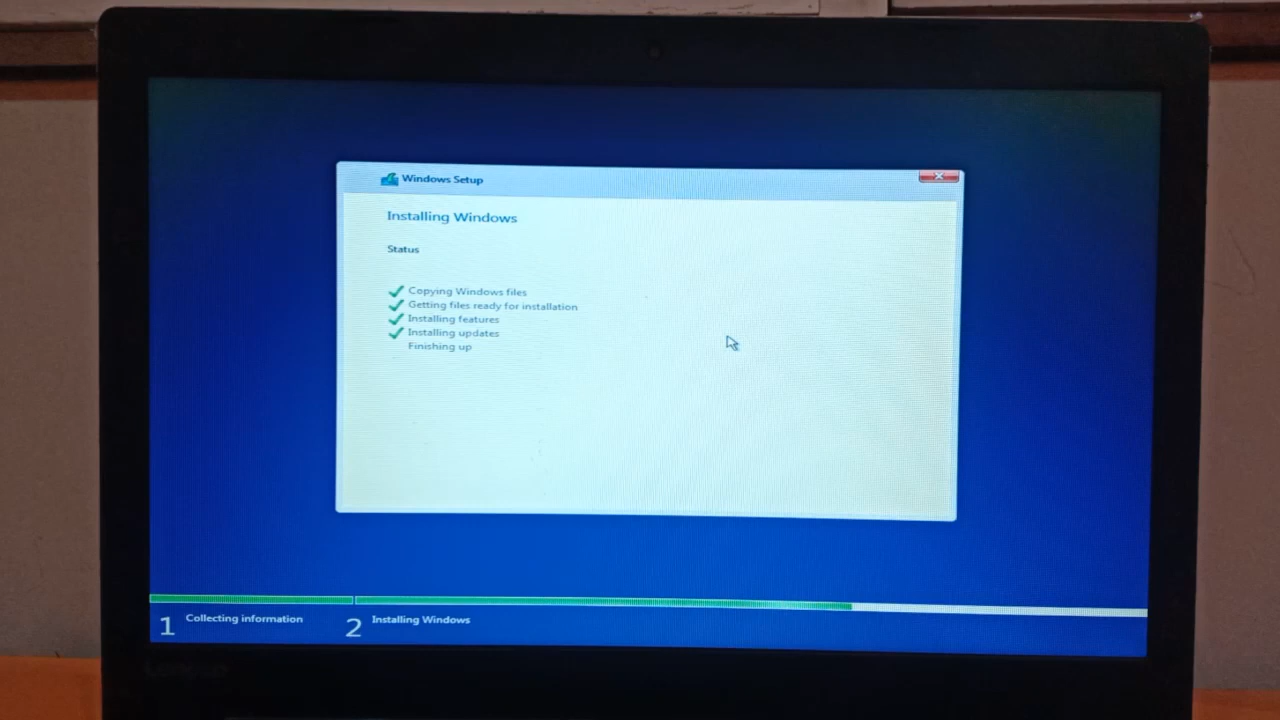 Windows Setup
Installing Windows
Status
Copying Windows files
Getting files ready for installation
Installing features
Installing updates
Finishing up
1 Collecting information
2 Installing Windows
Lenovo